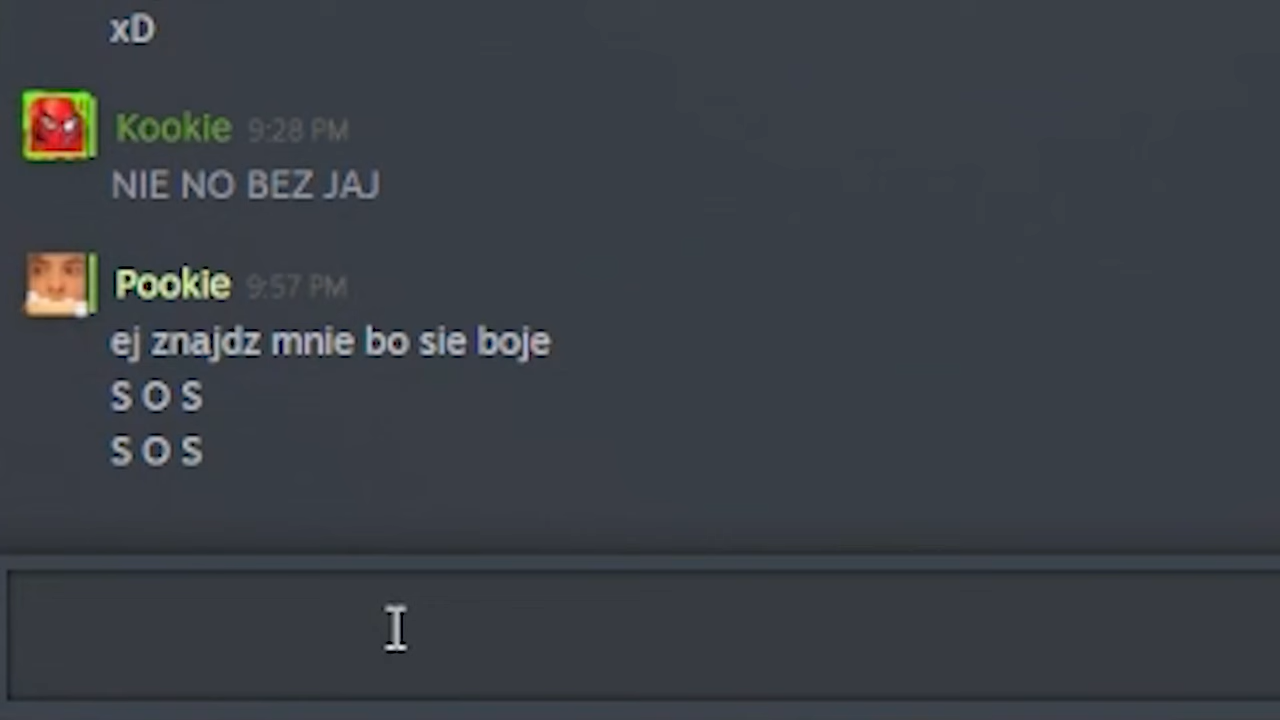 xD
Kookie 9:28 PM
NIE NO BEZ JAJ
Pookie 9:57 PM
ej znajdz mnie bo sie boje
S O S
S O S